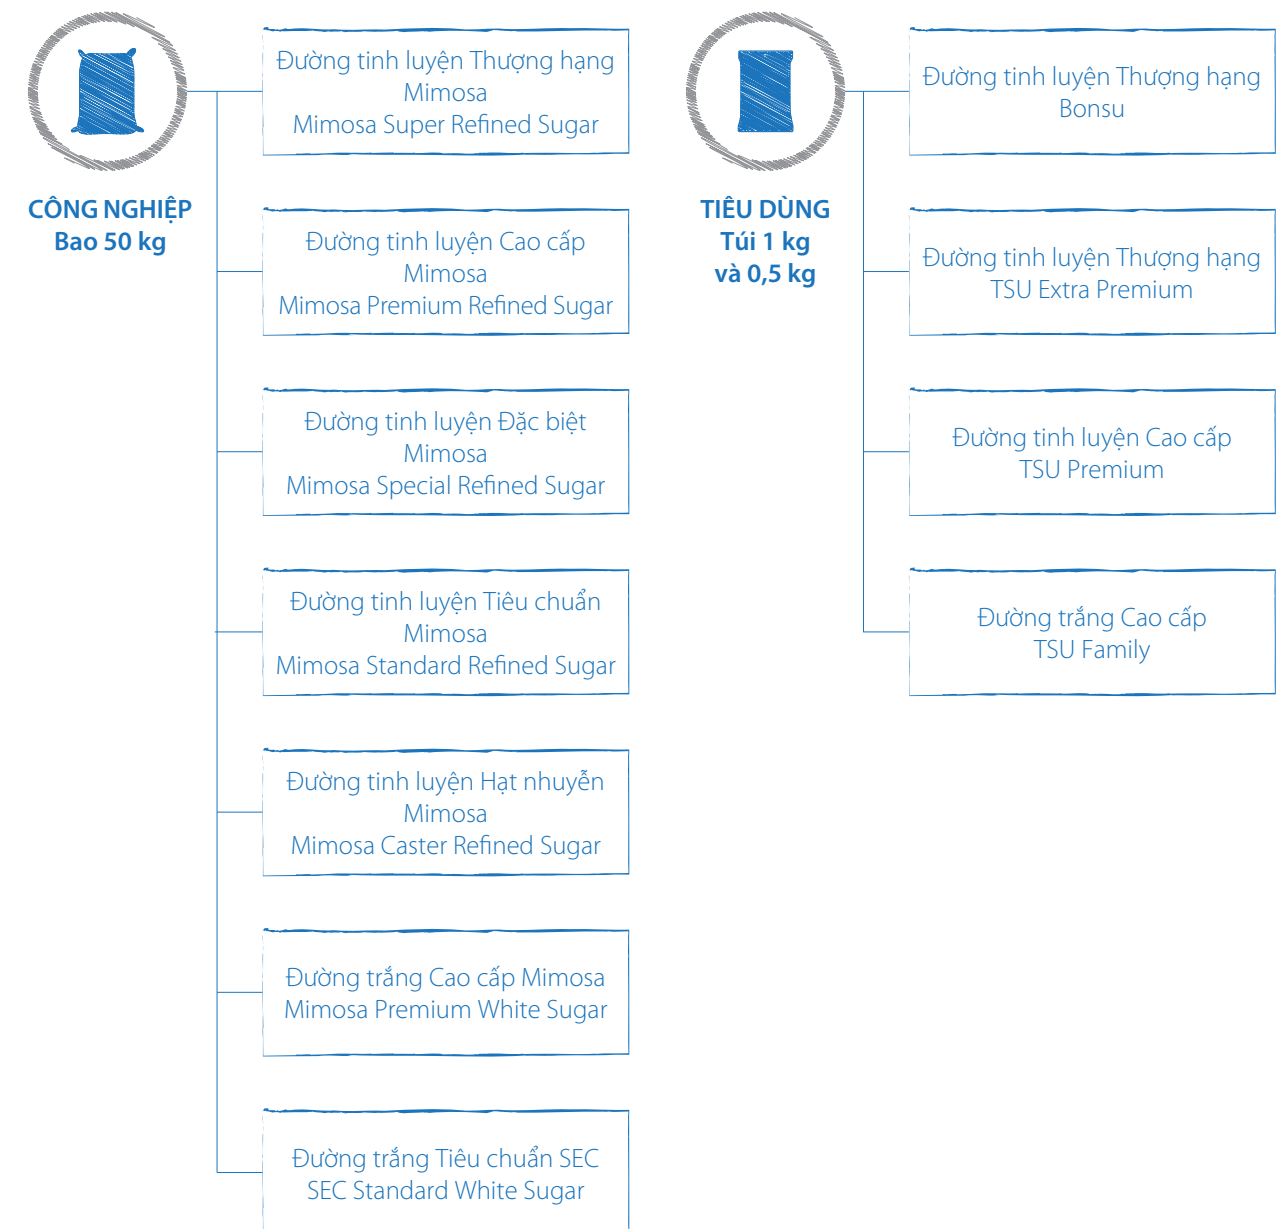 CÔNG NGHIỆP
Bao 50 kg
Đường tinh luyện Thượng hạng
Mimosa
Mimosa Super Refined Sugar
Đường tinh luyện Cao cấp
Mimosa
Mimosa Premium Refined Sugar
Đường tinh luyện Đặc biệt
Mimosa
Mimosa Special Refined Sugar
Đường tinh luyện Tiêu chuẩn
Mimosa
Mimosa Standard Refined Sugar
Đường tinh luyện Hạt nhuyễn
Mimosa
Mimosa Caster Refined Sugar
Đường trắng Cao cấp Mimosa
Mimosa Premium White Sugar
Đường trắng Tiêu chuẩn SEC
SEC Standard White Sugar
TIÊU DÙNG
Túi 1 kg
và 0,5 kg
Đường tinh luyện Thượng hạng
Bonsu
Đường tinh luyện Thượng hạng
TSU Extra Premium
Đường tinh luyện Cao cấp
TSU Premium
Đường trắng Cao cấp
TSU Family